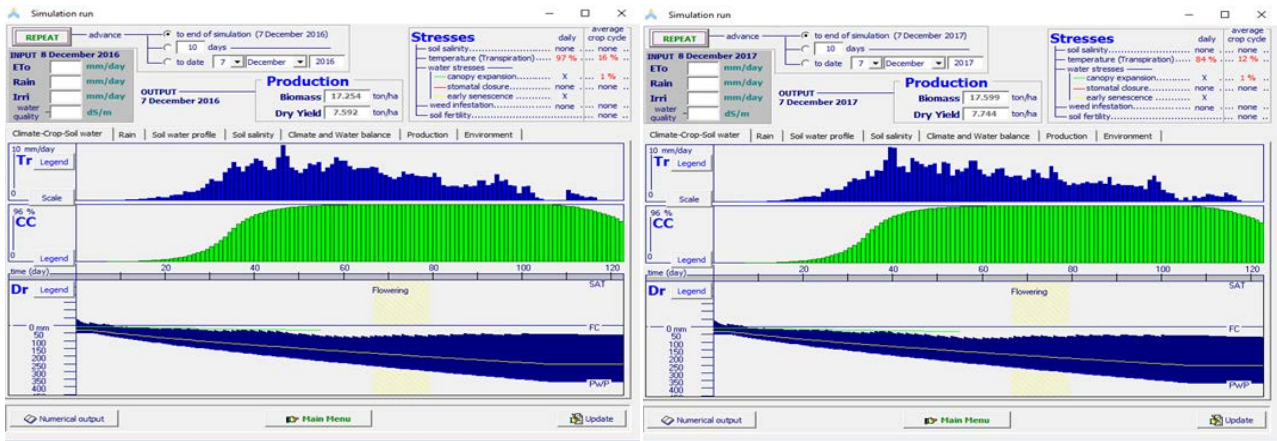 Simulation run
REPEAT
advance
to end of simulation (7 December 2016)
10 days
to date 7 December 2016
INPUT 8 December 2016
ETo mm/day
Rain mm/day
Irri mm/day
water quality dS/m
OUTPUT
7 December 2016
Production
Biomass 17.254 ton/ha
Dry Yield 7.592 ton/ha
Stresses
daily
average crop cycle
soil salinity............... none ... none ..
temperature (Transpiration)..... 97 % ... 16 % ..
water stresses
canopy expansion............ X ... 1 % ..
stomatal closure............ none ... none ..
X
weed infestation............ none ... none ..
soil fertility............... none ..
Climate-Crop-Soil water
Rain
Soil water profile
Soil salinity
Climate and Water balance
Production
Environment
10 mm/day
Tr Legend
0
Scale
96 %
CC
0
Legend
time (day)
20 40 60 80 100 120
Dr Legend
Flowering
SAT
0 mm
FC
50
100
150
200
250
300
350
400
PWP
Numerical output
Main Menu
Update
Simulation run
REPEAT
advance
to end of simulation (7 December 2017)
10 days
to date 7 December 2017
INPUT 8 December 2017
ETo mm/day
Rain mm/day
Irri mm/day
water quality dS/m
OUTPUT
7 December 2017
Production
Biomass 17.599 ton/ha
Dry Yield 7.744 ton/ha
Stresses
daily
average crop cycle
soil salinity............... none ... none ..
temperature (Transpiration)..... 84 % ... 12 % ..
water stresses
canopy expansion............ X ... 1 % ..
stomatal closure............ none ... none ..
early senescence............ X
weed infestation............ none ... none ..
soil fertility............... none ..
Climate-Crop-Soil water
Rain
Soil water profile
Soil salinity
Climate and Water balance
Production
Environment
10 mm/day
Tr Legend
0
Scale
96 %
CC
0
Legend
time (day)
20 40 60 80 100 120
Dr Legend
Flowering
SAT
0 mm
FC
50
100
150
200
250
300
350
400
PWP
Numerical output
Main Menu
Update